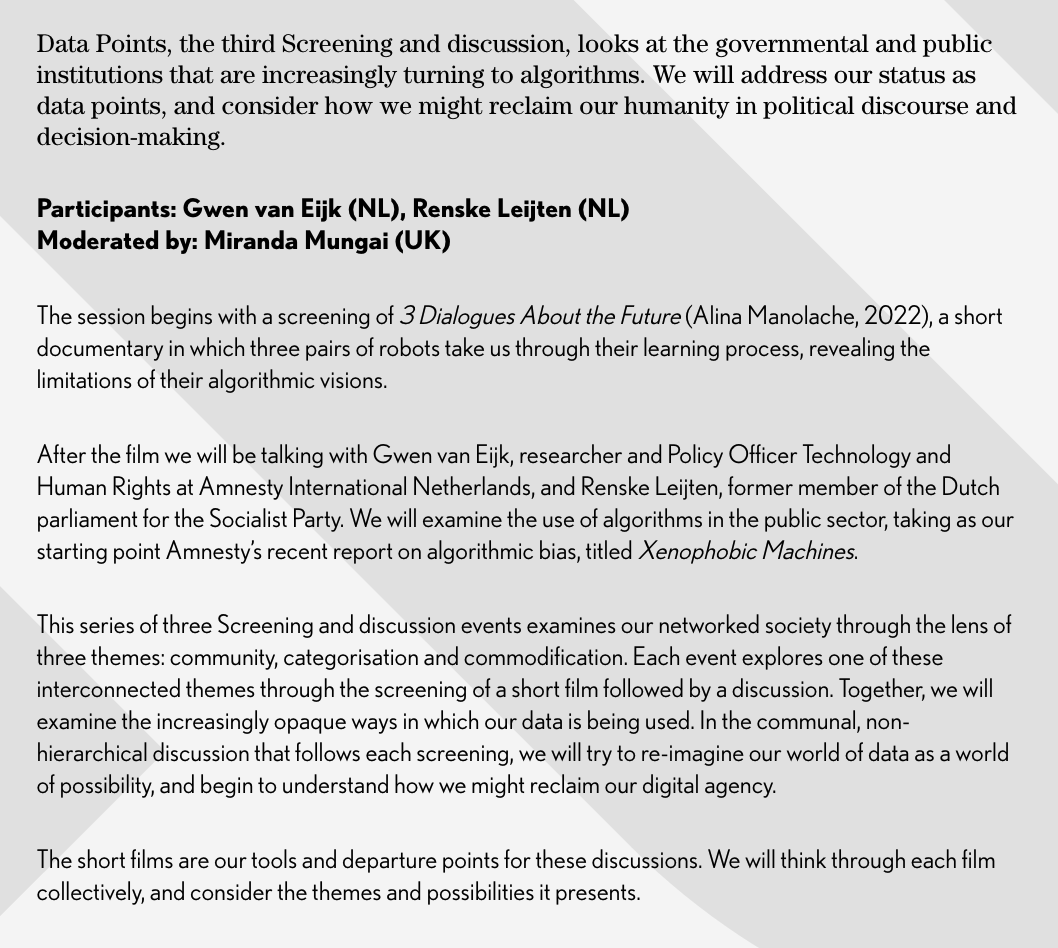 Data Points, the third Screening and discussion, looks at the governmental and public
institutions that are increasingly turning to algorithms. We will address our status as
data points, and consider how we might reclaim our humanity in political discourse and
decision-making.
Participants: Gwen van Eijk (NL), Renske Leijten (NL)
Moderated by: Miranda Mungai (UK)
The session begins with a screening of 3 Dialogues About the Future (Alina Manolache, 2022), a short
documentary in which three pairs of robots take us through their learning process, revealing the
limitations of their algorithmic visions.
After the film we will be talking with Gwen van Eijk, researcher and Policy Officer Technology and
Human Rights at Amnesty International Netherlands, and Renske Leijten, former member of the Dutch
parliament for the Socialist Party. We will examine the use of algorithms in the public sector, taking as our
starting point Amnesty's recent report on algorithmic bias, titled Xenophobic Machines.
This series of three Screening and discussion events examines our networked society through the lens of
three themes: community, categorisation and commodification. Each event explores one of these
interconnected themes through the screening of a short film followed by a discussion. Together, we will
examine the increasingly opaque ways in which our data is being used. In the communal, non-
hierarchical discussion that follows each screening, we will try to re-imagine our world of data as a world
of possibility, and begin to understand how we might reclaim our digital agency.
The short films are our tools and departure points for these discussions. We will think through each film
collectively, and consider the themes and possibilities it presents.